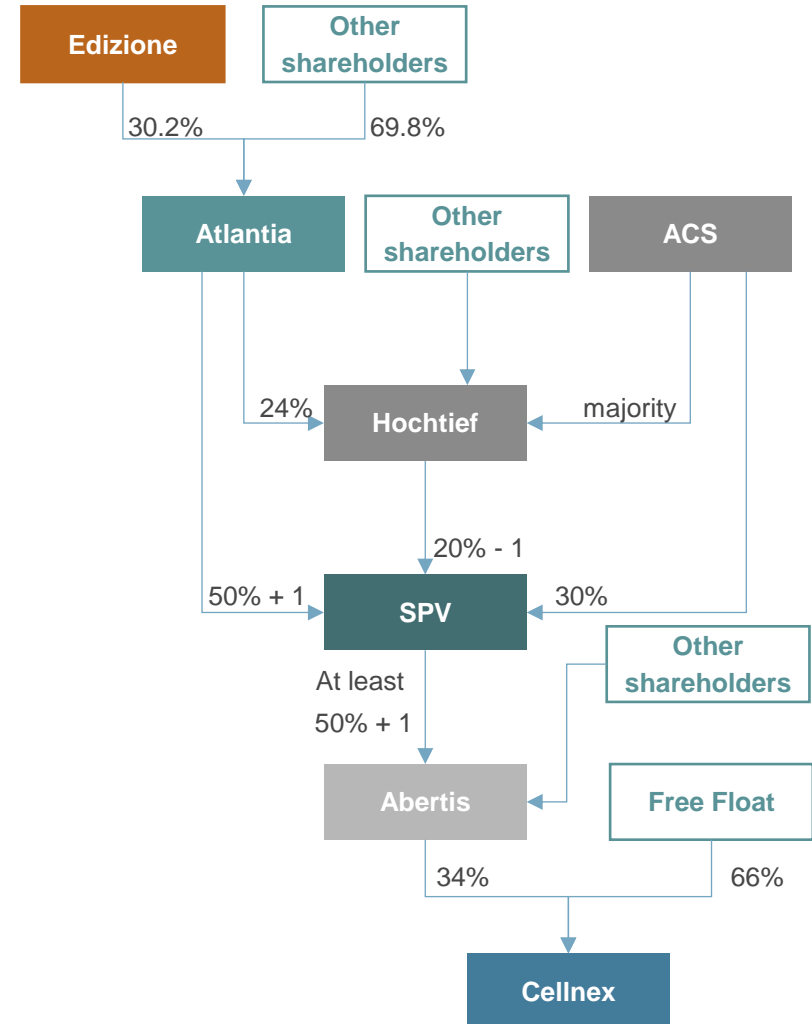 Edizione
Other
shareholders
30.2%
69.8%
Atlantia
Other
shareholders
ACS
24%
Hochtief
majority
20% - 1
50% + 1
SPV
30%
Other
shareholders
At least
50% + 1
Abertis
Free Float
34%
66%
Cellnex